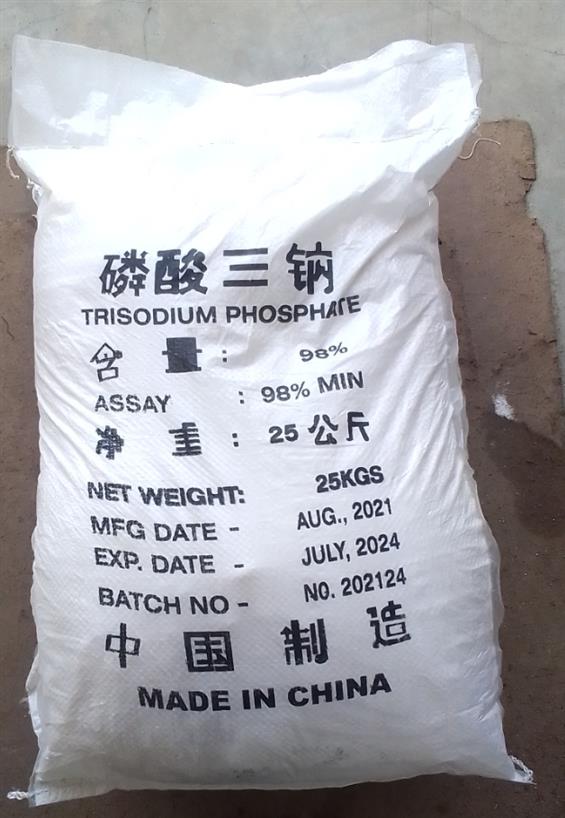 磷酸三钠
TRISODIUM PHOSPHATE
含量: 98%
ASSAY : 98% MIN
净重: 25公斤
NET WEIGHT: 25KGS
MFG DATE - AUG., 2021
EXP. DATE - JULY, 2024
BATCH NO - NO. 202124
中国制造
MADE IN CHINA